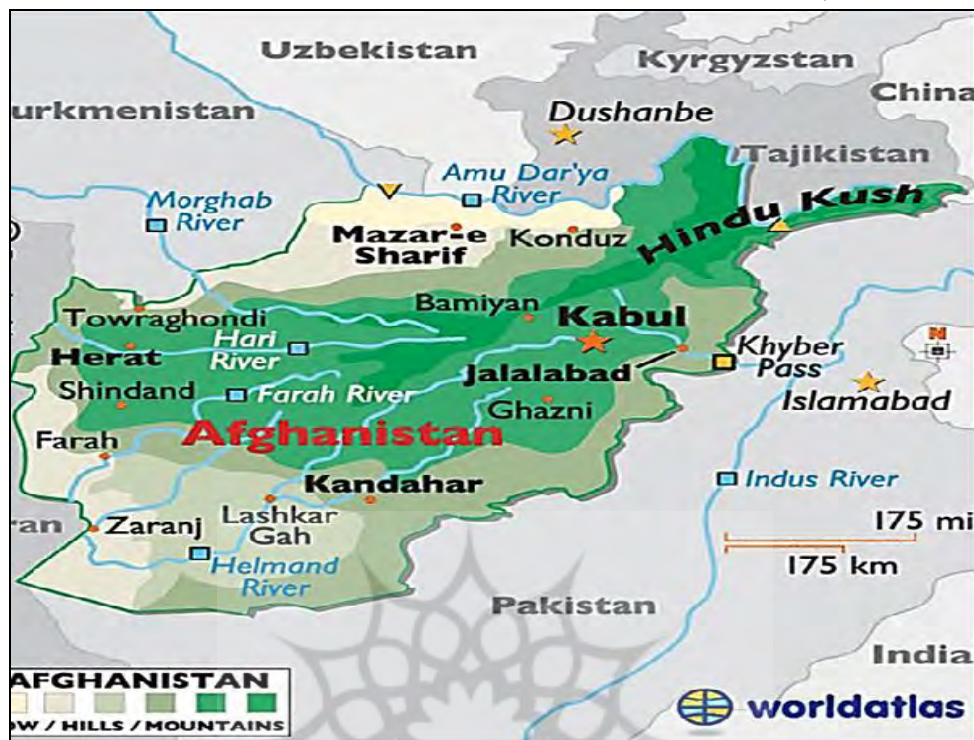 Uzbekistan
Kyrgyzstan
China
urkmenistan
Dushanbe
Tajikistan
Amu Dar'ya
River
Morghab
River
Hindu Kush
Mazar-e
Sharif
Konduz
Bamiyan
Kabul
Towraghondi
Hari
River
Herat
Khyber
Pass
N
Jalalabad
Shindand
Farah River
Ghazni
Islamabad
Afghanistan
Farah
Kandahar
Indus River
ran
Zaranj
Lashkar
Gah
175 mi
175 km
Helmand
River
Pakistan
India
AFGHANISTAN
OW / HILLS / MOUNTAINS
worldatlas